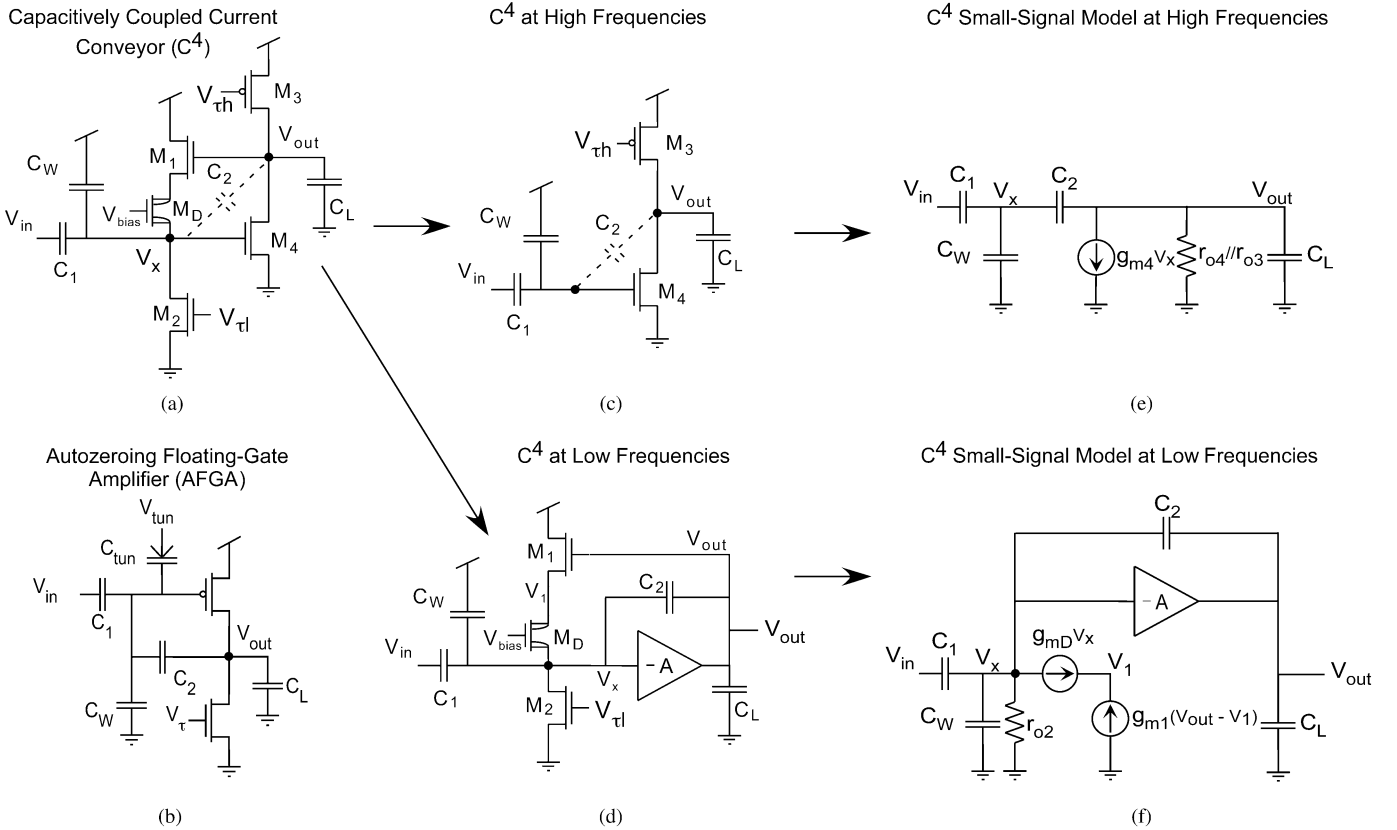 Capacitively Coupled Current
Conveyor (C⁴)
Vτh
M₃
Vout
M₁
C₂
CW
CL
Vbias
MD
Vin
C₁
Vx
M₄
M₂
Vτl
(a)
C⁴ at High Frequencies
Vτh
M₃
Vout
CW
C₂
CL
Vin
C₁
M₄
(c)
C⁴ Small-Signal Model at High Frequencies
Vin
C₁
Vx
C₂
Vout
CW
gm4Vx
ro4//ro3
CL
(e)
Autozeroing Floating-Gate
Amplifier (AFGA)
Vtun
Ctun
Vin
C₁
Vout
C₂
CL
CW
Vτ
(b)
C⁴ at Low Frequencies
M₁
Vout
V₁
C₂
CW
Vbias
MD
Vout
Vin
-A
C₁
Vx
M₂
Vτl
CL
(d)
C⁴ Small-Signal Model at Low Frequencies
C₂
-A
gmDVx
Vin
C₁
Vx
V₁
Vout
CW
ro2
gm1(Vout - V₁)
CL
(f)